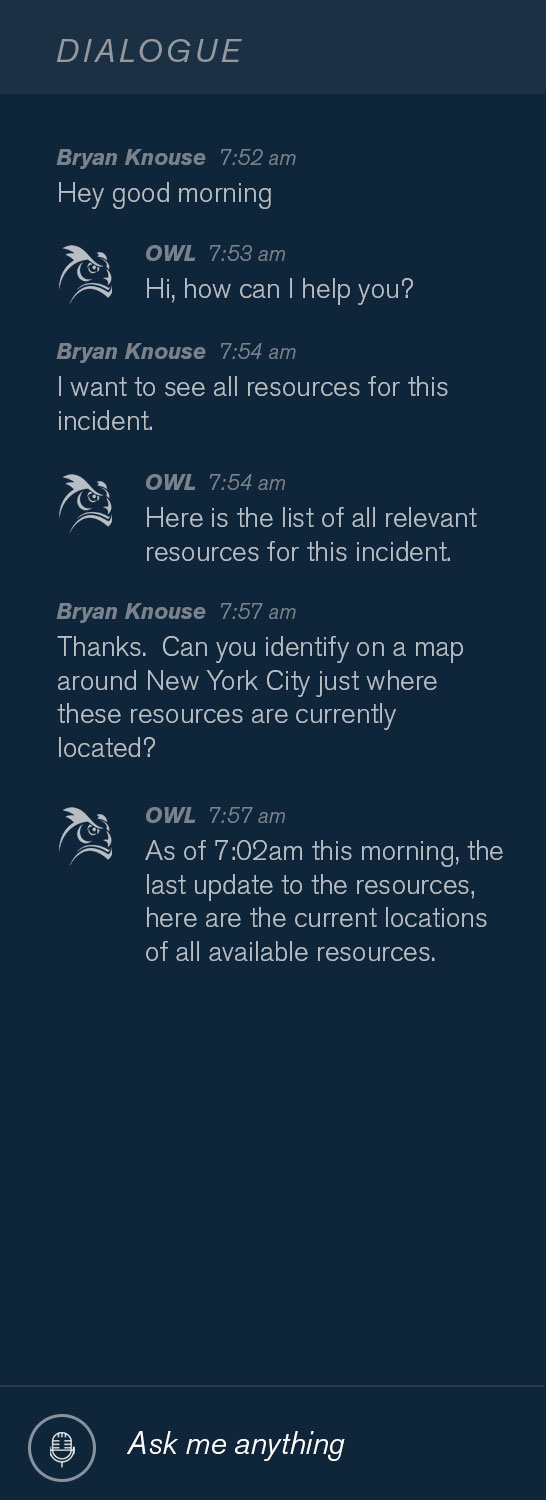 DIALOGUE
Bryan Knouse 7:52 am
Hey good morning
OWL 7:53 am
Hi, how can I help you?
Bryan Knouse 7:54 am
I want to see all resources for this
incident.
OWL 7:54 am
Here is the list of all relevant
resources for this incident.
Bryan Knouse 7:57 am
Thanks.  Can you identify on a map
around New York City just where
these resources are currently
located?
OWL 7:57 am
As of 7:02am this morning, the
last update to the resources,
here are the current locations
of all available resources.
Ask me anything